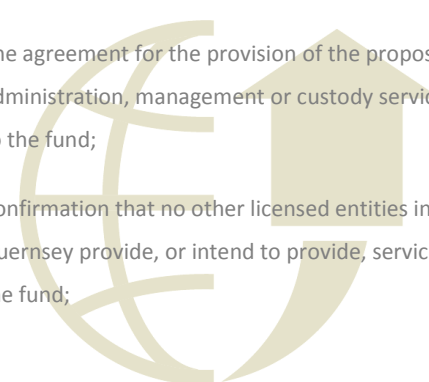 he agreement for the provision of the propos
dministration, management or custody servic
o the fund;
onfirmation that no other licensed entities in
uernsey provide, or intend to provide, servic
e fund;